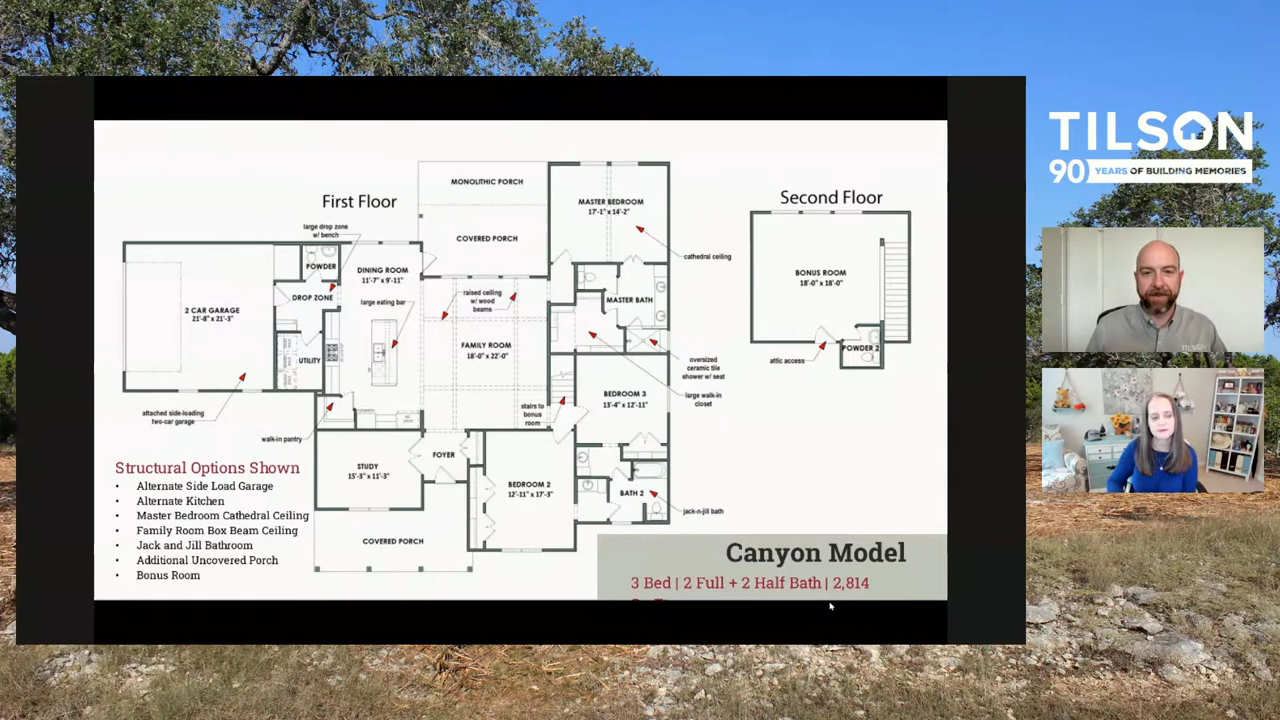 TILSON
90 YEARS OF BUILDING MEMORIES
First Floor
Second Floor
MONOLITHIC PORCH
MASTER BEDROOM
17'-1" x 14'-2"
large drop zone
w/ bench
COVERED PORCH
cathedral ceiling
POWDER
DINING ROOM
11'-7" x 9'-11"
BONUS ROOM
18'-0" x 18'-0"
DROP ZONE
large eating bar
raised ceiling
w/ wood
beams
MASTER BATH
2 CAR GARAGE
21'-8" x 21'-3"
FAMILY ROOM
18'-0" x 22'-0"
UTILITY
attic access
POWDER 2
oversized
ceramic tile
shower w/ seat
BEDROOM 3
13'-4" x 12'-11"
large walk-in
closet
attached side-loading
two-car garage
stairs to
bonus
room
walk-in pantry
FOYER
STUDY
15'-3" x 11'-3"
BEDROOM 2
12'-11" x 17'-3"
BATH 2
jack-n-jill bath
COVERED PORCH
Structural Options Shown
• Alternate Side Load Garage
• Alternate Kitchen
• Master Bedroom Cathedral Ceiling
• Family Room Box Beam Ceiling
• Jack and Jill Bathroom
• Additional Uncovered Porch
• Bonus Room
Canyon Model
3 Bed | 2 Full + 2 Half Bath | 2,814
TILSON